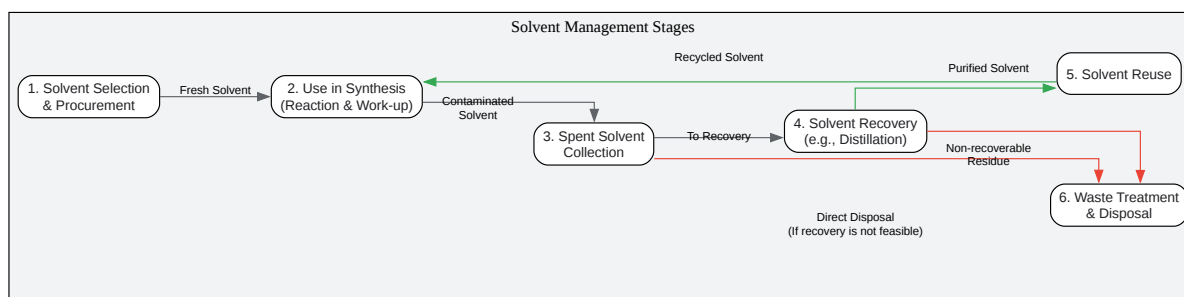 Solvent Management Stages
Recycled Solvent
Purified Solvent
5. Solvent Reuse
1. Solvent Selection
& Procurement
Fresh Solvent
2. Use in Synthesis
(Reaction & Work-up)
Contaminated
Solvent
3. Spent Solvent
Collection
To Recovery
4. Solvent Recovery
(e.g., Distillation)
Non-recoverable
Residue
6. Waste Treatment
& Disposal
Direct Disposal
(If recovery is not feasible)